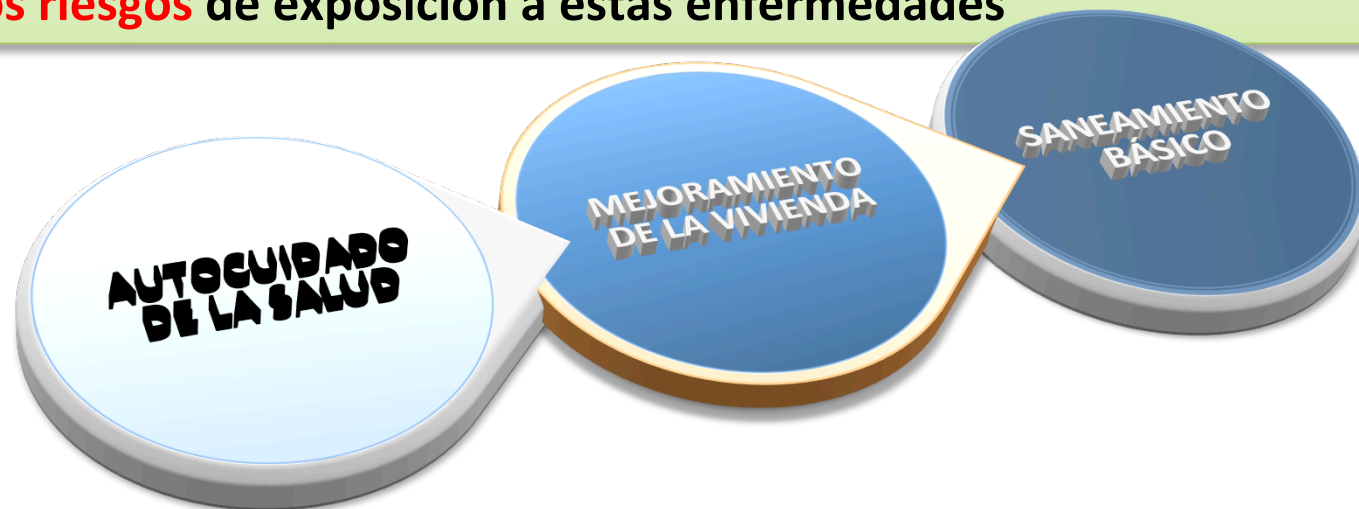 os riesgos de exposición a estas enfermedades
AUTOCUIDADO
DE LA SALUD
MEJORAMIENTO
DE LA VIVIENDA
SANEAMIENTO
BÁSICO